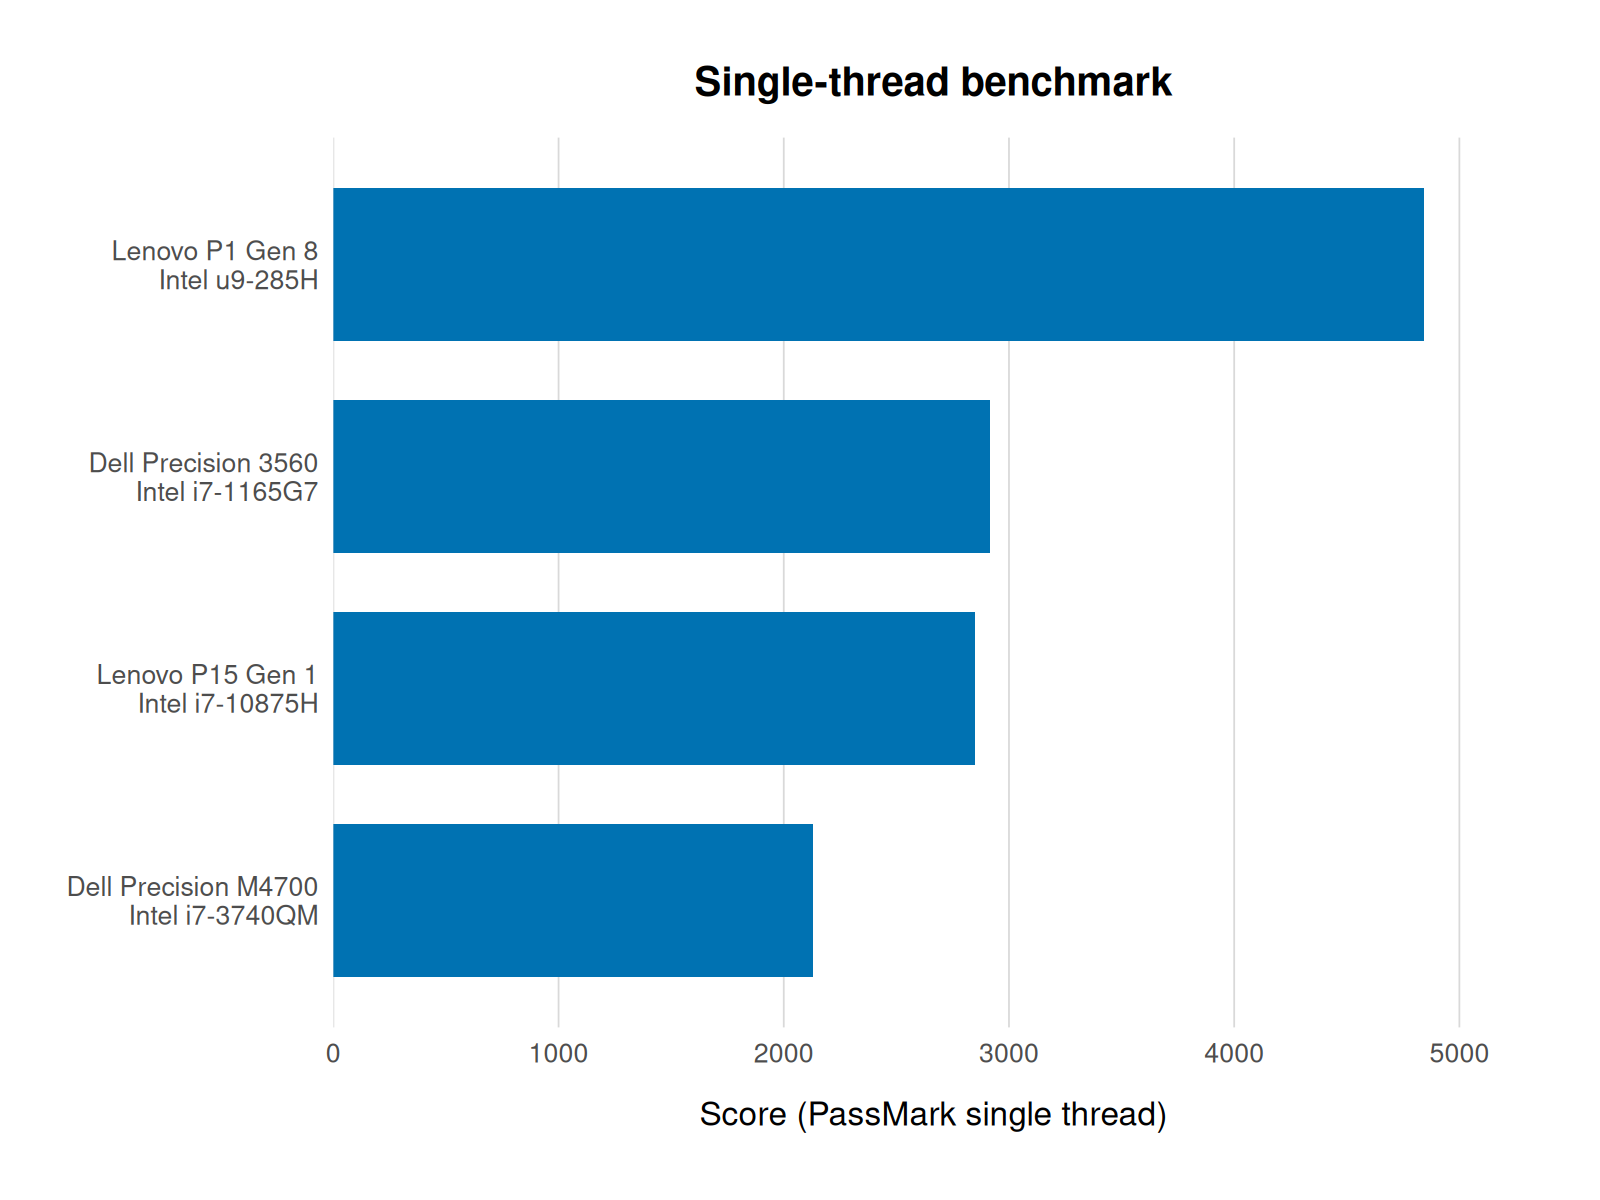 Single-thread benchmark
Lenovo P1 Gen 8
Intel u9-285H
Dell Precision 3560
Intel i7-1165G7
Lenovo P15 Gen 1
Intel i7-10875H
Dell Precision M4700
Intel i7-3740QM
0 1000 2000 3000 4000 5000
Score (PassMark single thread)